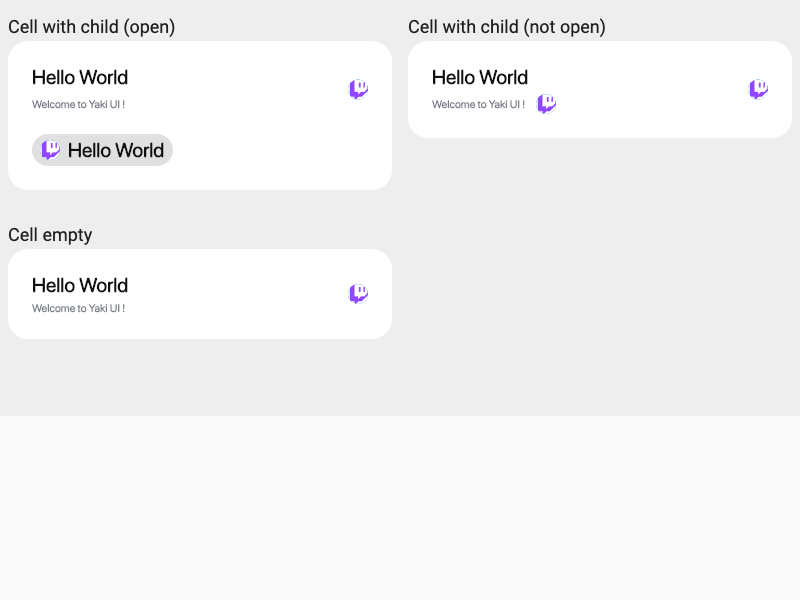 Cell with child (open)
Hello World
Welcome to Yaki UI !
Hello World
Cell with child (not open)
Hello World
Welcome to Yaki UI !
Cell empty
Hello World
Welcome to Yaki UI !